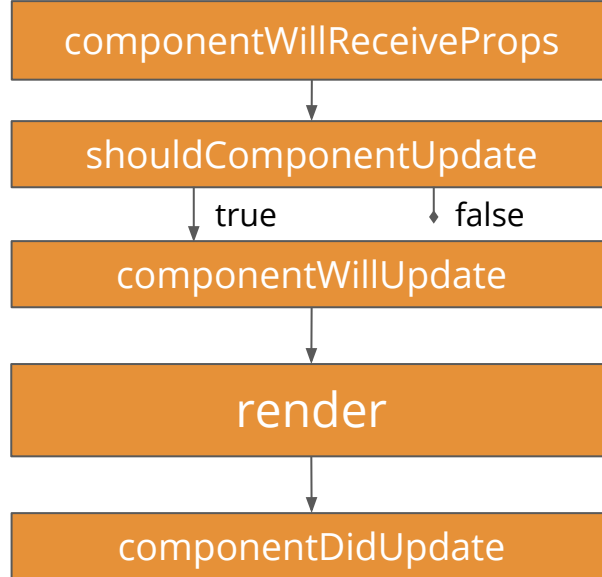 componentWillReceiveProps
shouldComponentUpdate
true
false
componentWillUpdate
render
componentDidUpdate